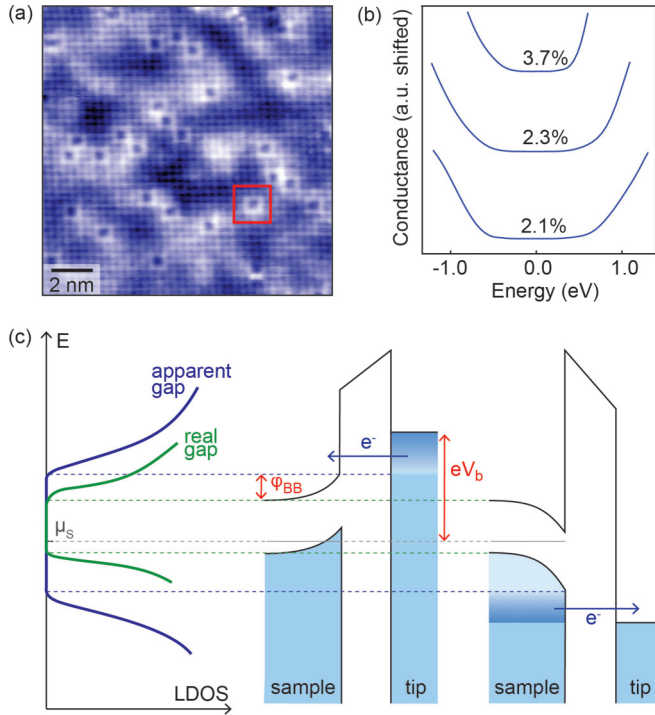 (a)
2 nm
(b)
Conductance (a.u. shifted)
3.7%
2.3%
2.1%
-1.0
0.0
1.0
Energy (eV)
(c)
E
apparent
gap
real
gap
μS
LDOS
φBB
e-
eVb
sample
tip
e-
sample
tip